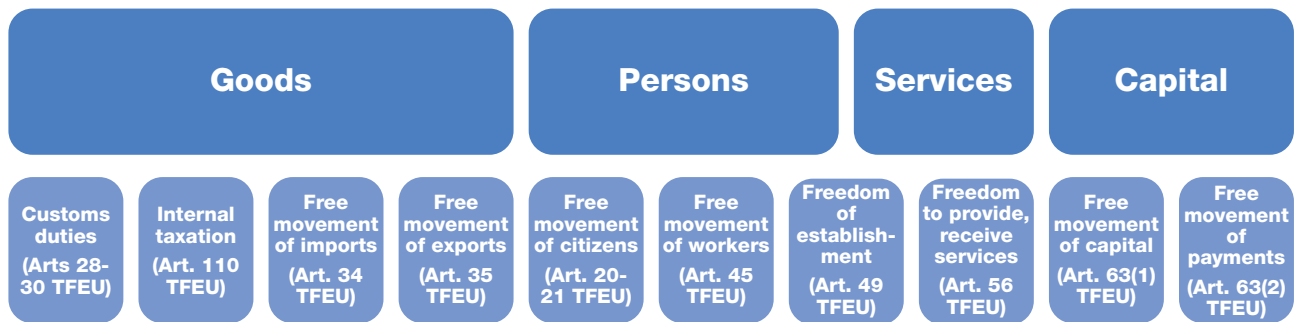 Goods
Persons
Services
Capital
Customs
duties
(Arts 28-
30 TFEU)
Internal
taxation
(Art. 110
TFEU)
Free
movement
of imports
(Art. 34
TFEU)
Free
movement
of exports
(Art. 35
TFEU)
Free
movement
of citizens
(Art. 20-
21 TFEU)
Free
movement
of workers
(Art. 45
TFEU)
Freedom
of
establish-
ment
(Art. 49
TFEU)
Freedom
to provide,
receive
services
(Art. 56
TFEU)
Free
movement
of capital
(Art. 63(1)
TFEU)
Free
movement
of
payments
(Art. 63(2)
TFEU)